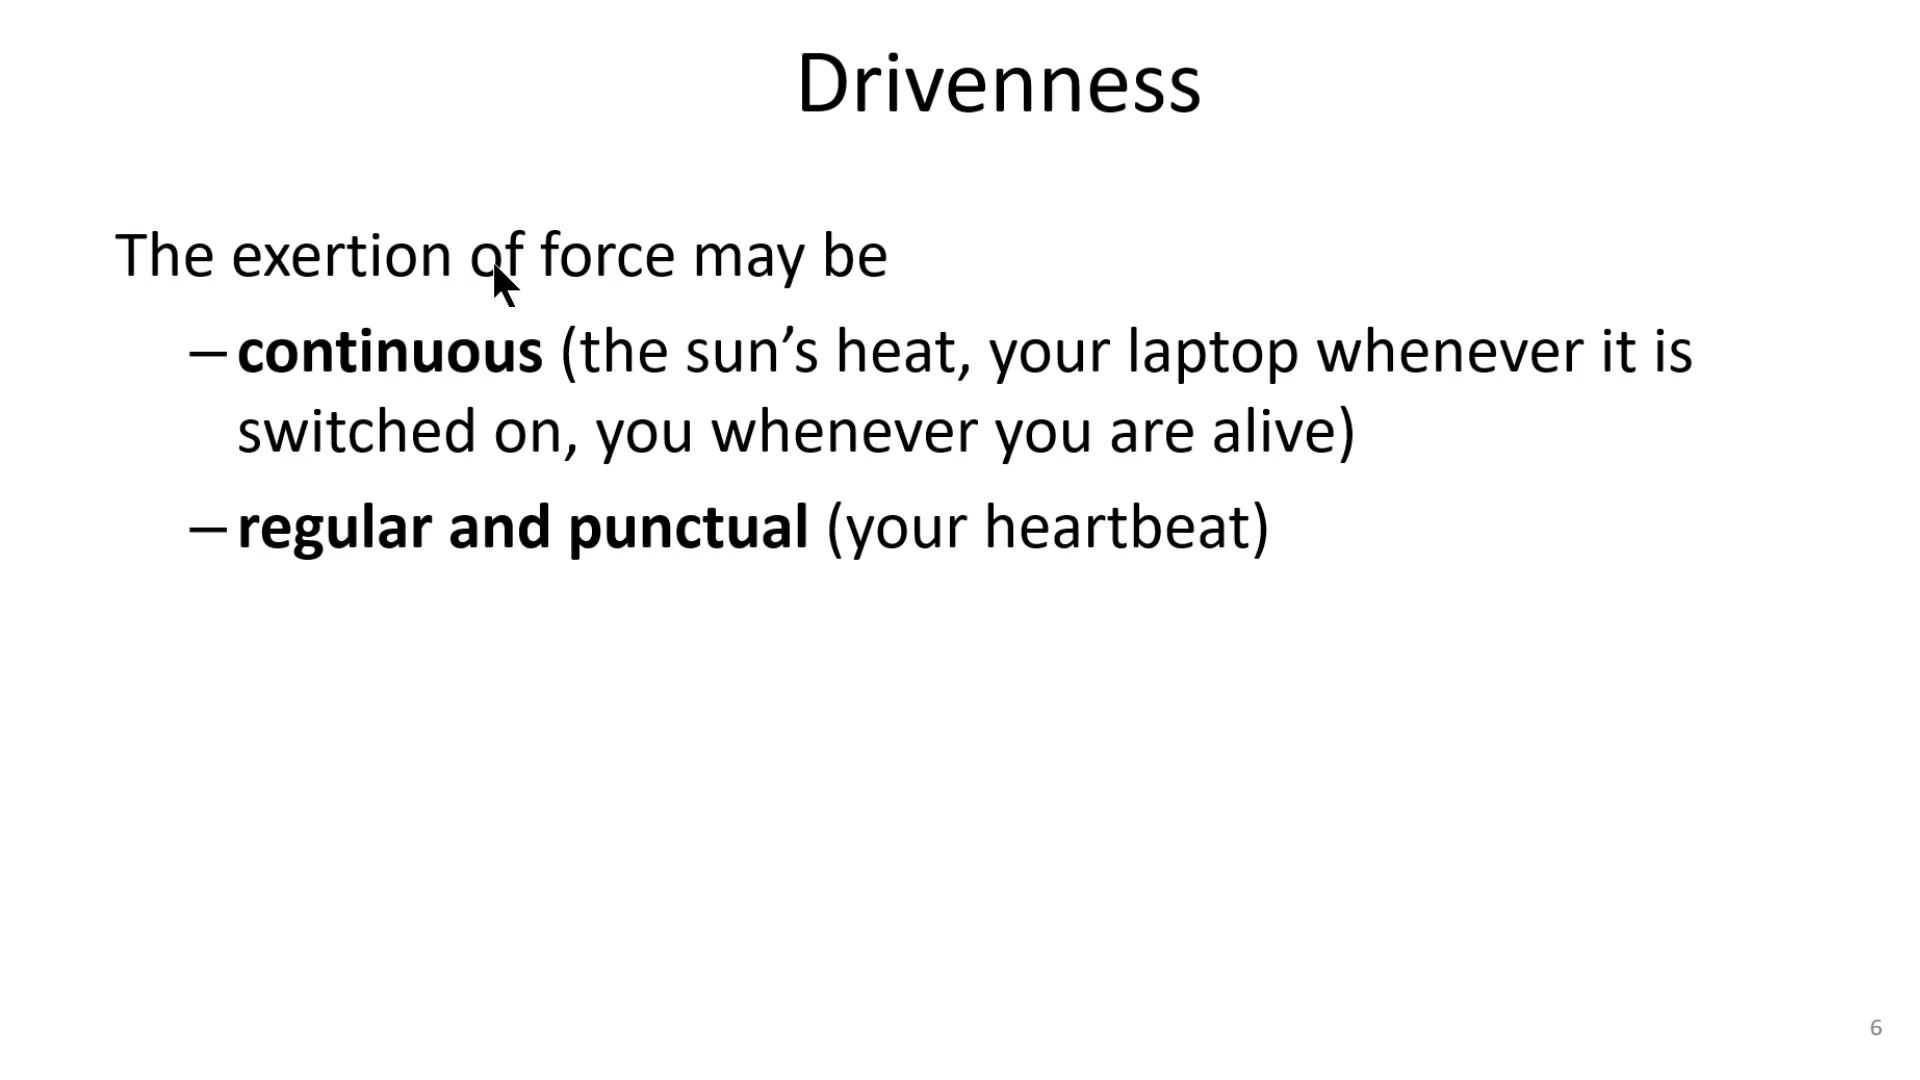 Drivenness
The exertion of force may be
– continuous (the sun’s heat, your laptop whenever it is
switched on, you whenever you are alive)
– regular and punctual (your heartbeat)
6